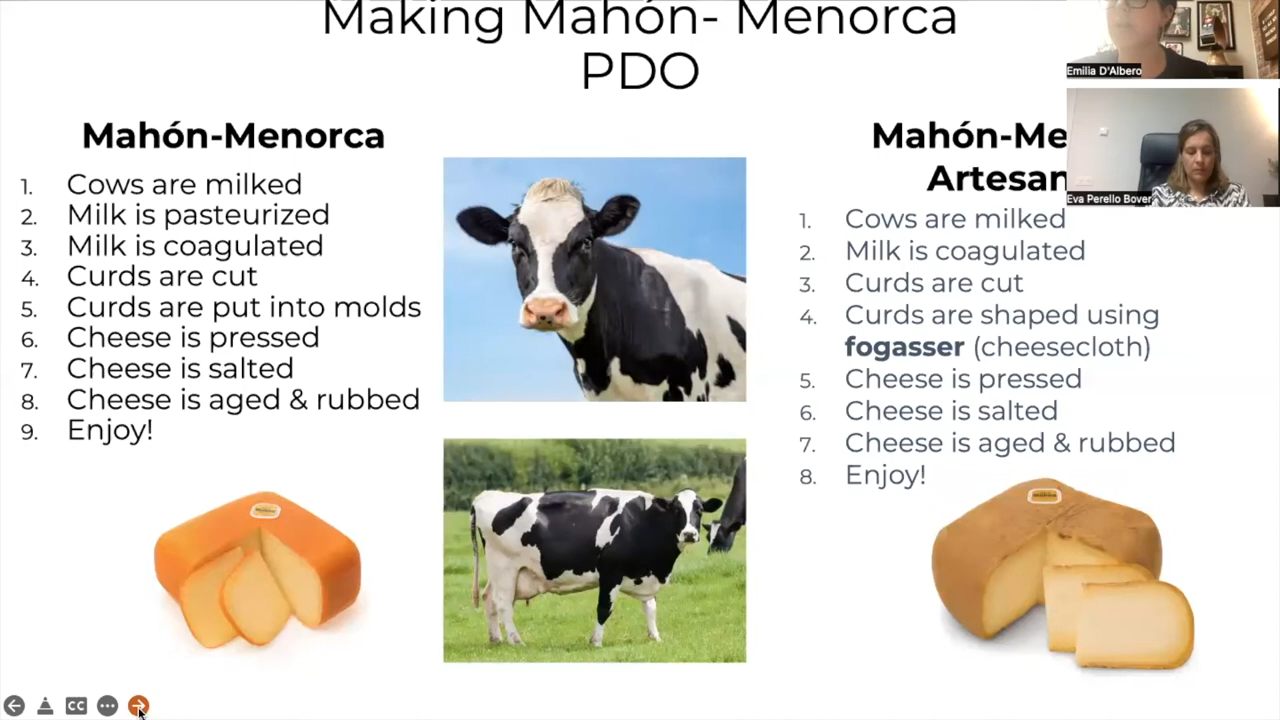 Making Mahón- Menorca
PDO
Emilia D'Albero
Eva Perello Bover
Mahón-Menorca
1. Cows are milked
2. Milk is pasteurized
3. Milk is coagulated
4. Curds are cut
5. Curds are put into molds
6. Cheese is pressed
7. Cheese is salted
8. Cheese is aged & rubbed
9. Enjoy!
Mahón-Me
Artesan
1. Cows are milked
2. Milk is coagulated
3. Curds are cut
4. Curds are shaped using
fogasser (cheesecloth)
5. Cheese is pressed
6. Cheese is salted
7. Cheese is aged & rubbed
8. Enjoy!
CC